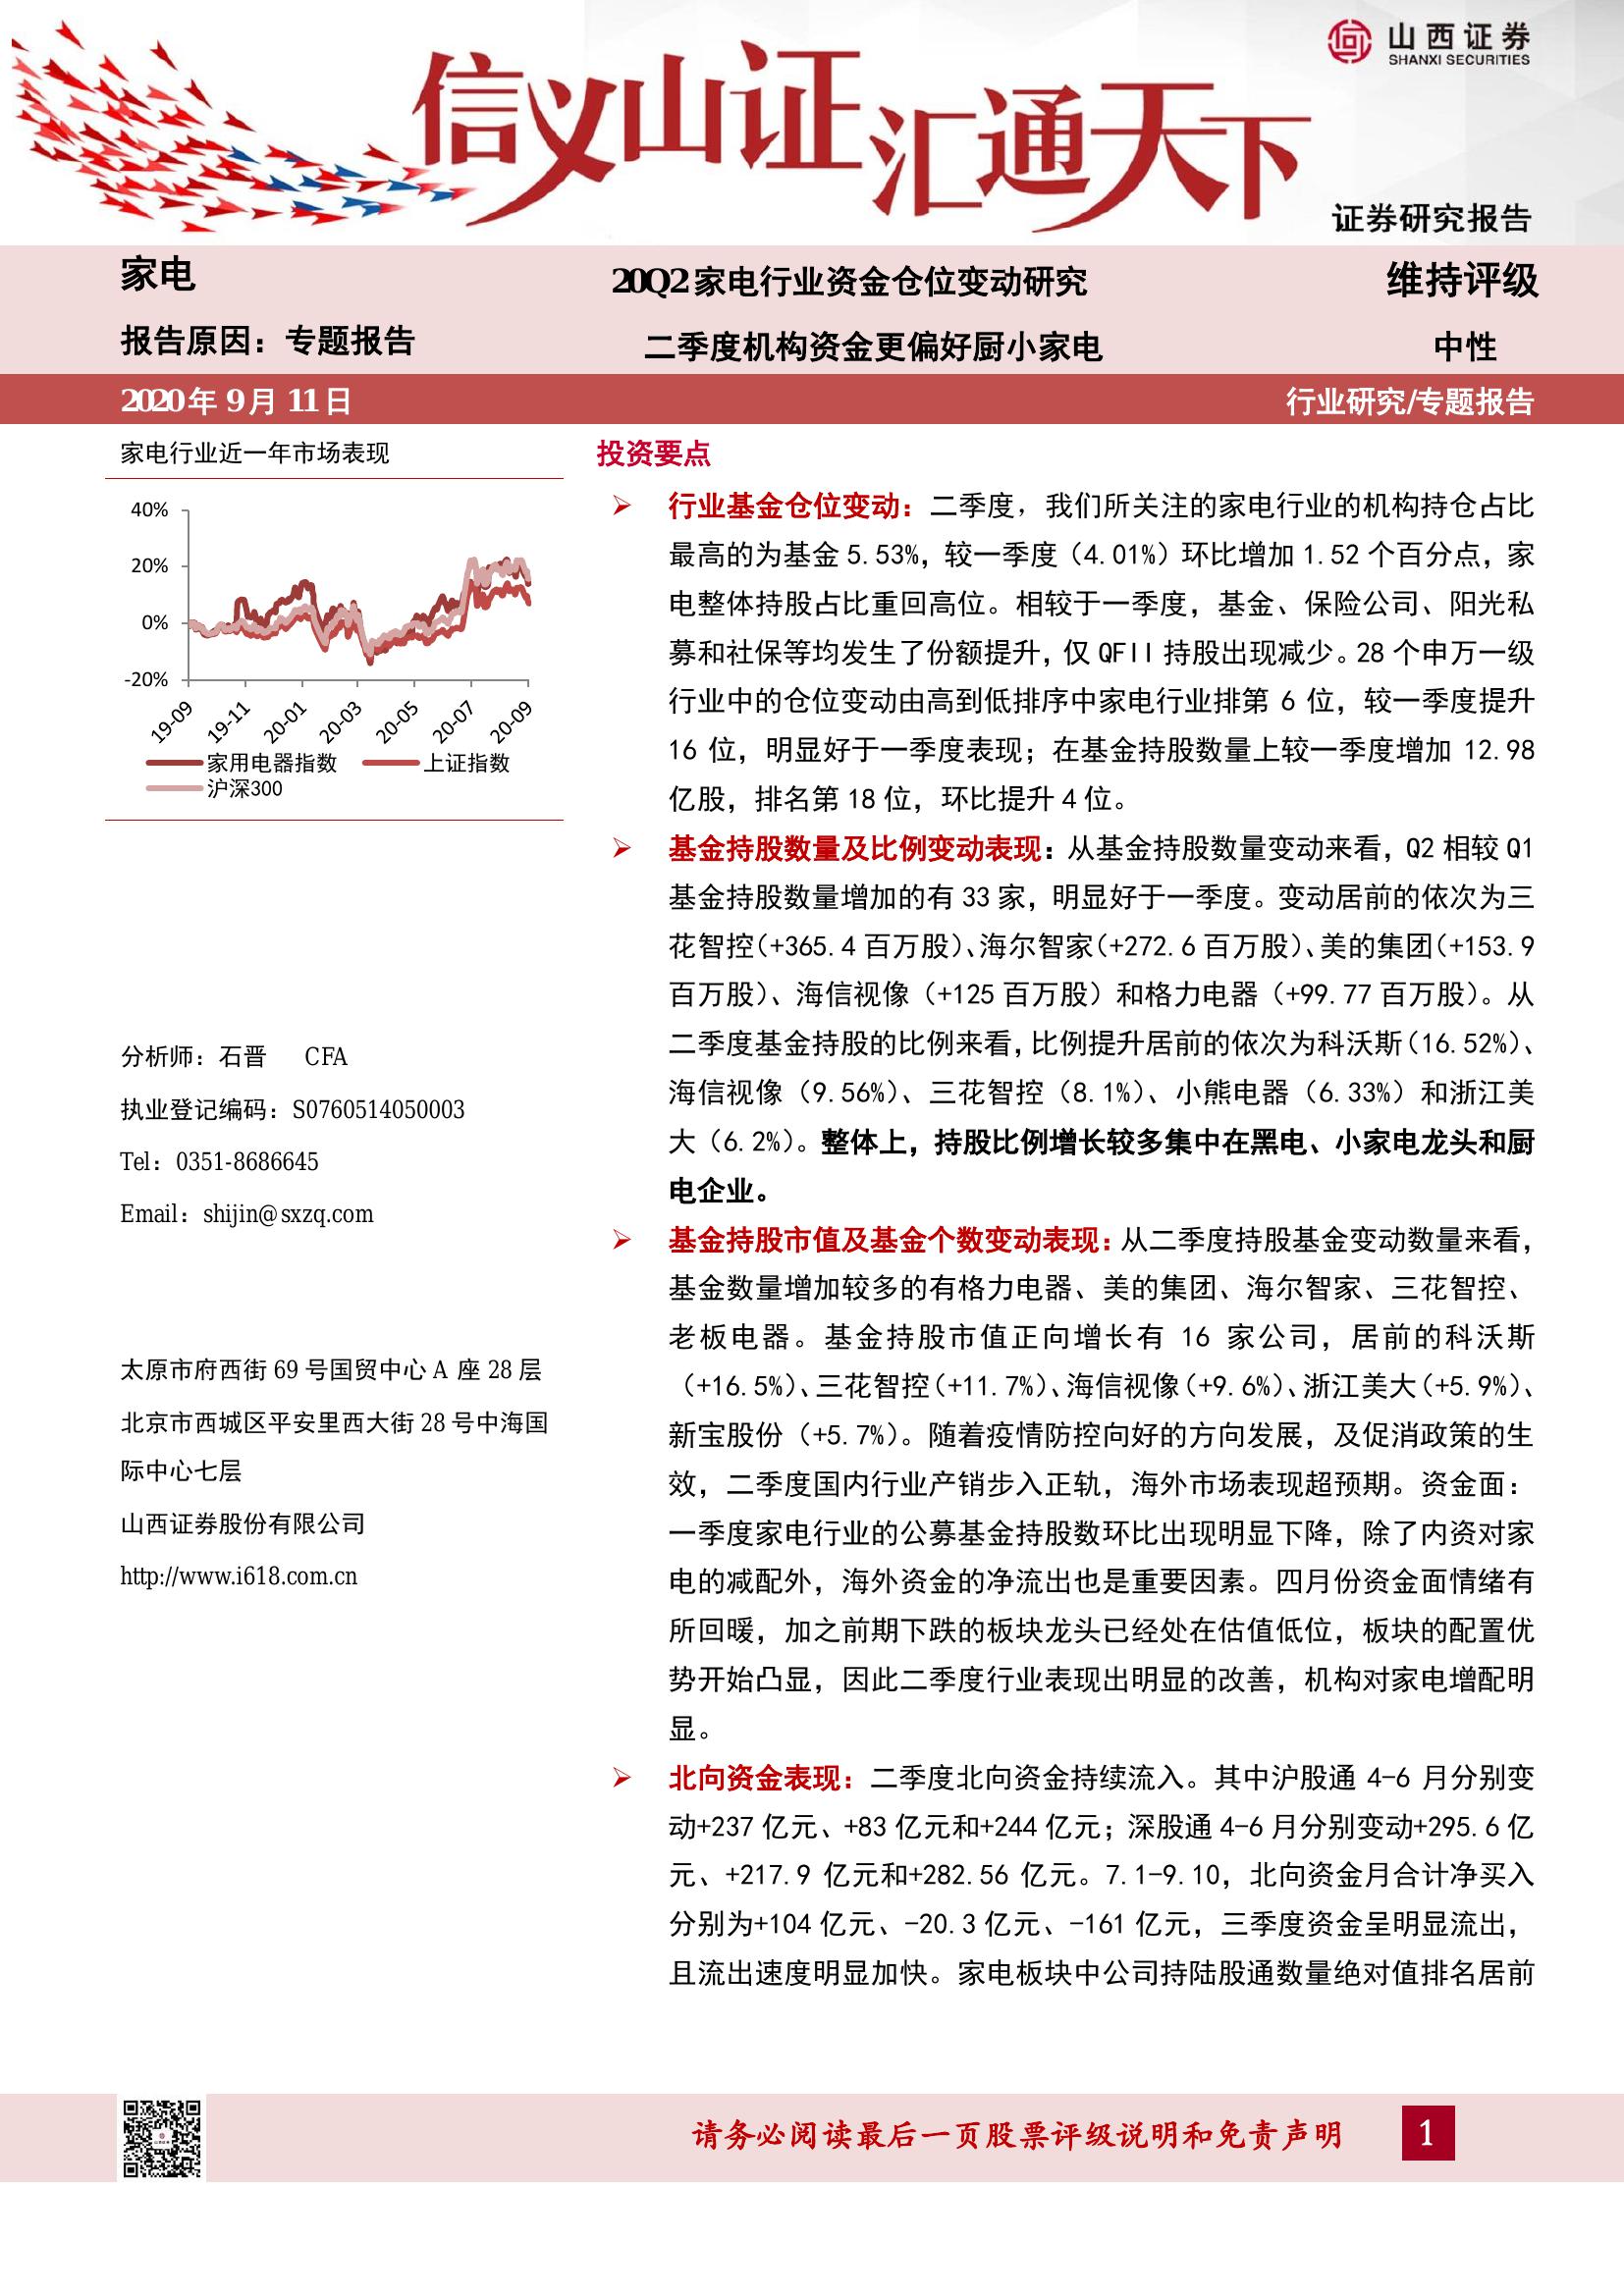 信义山证汇通天下
山西证券
SHANXI SECURITIES
证券研究报告
家电
20Q2家电行业资金仓位变动研究
维持评级
报告原因：专题报告
二季度机构资金更偏好厨小家电
中性
2020年9月11日
行业研究/专题报告
家电行业近一年市场表现
40%
20%
0%
-20%
19-09
19-11
20-01
20-03
20-05
20-07
20-09
家用电器指数
上证指数
沪深300
分析师：石晋 CFA
执业登记编码：S0760514050003
Tel：0351-8686645
Email：shijin@sxzq.com
太原市府西街69号国贸中心A座28层
北京市西城区平安里西大街28号中海国
际中心七层
山西证券股份有限公司
http://www.i618.com.cn
投资要点
行业基金仓位变动：二季度，我们所关注的家电行业的机构持仓占比
最高的为基金5.53%，较一季度（4.01%）环比增加1.52个百分点，家
电整体持股占比重回高位。相较于一季度，基金、保险公司、阳光私
募和社保等均发生了份额提升，仅QFII持股出现减少。28个申万一级
行业中的仓位变动由高到低排序中家电行业排第6位，较一季度提升
16位，明显好于一季度表现；在基金持股数量上较一季度增加12.98
亿股，排名第18位，环比提升4位。
基金持股数量及比例变动表现：从基金持股数量变动来看，Q2相较Q1
基金持股数量增加的有33家，明显好于一季度。变动居前的依次为三
花智控（+365.4百万股）、海尔智家（+272.6百万股）、美的集团（+153.9
百万股）、海信视像（+125百万股）和格力电器（+99.77百万股）。从
二季度基金持股的比例来看，比例提升居前的依次为科沃斯（16.52%）、
海信视像（9.56%）、三花智控（8.1%）、小熊电器（6.33%）和浙江美
大（6.2%）。整体上，持股比例增长较多集中在黑电、小家电龙头和厨
电企业。
基金持股市值及基金个数变动表现：从二季度持股基金变动数量来看，
基金数量增加较多的有格力电器、美的集团、海尔智家、三花智控、
老板电器。基金持股市值正向增长有16家公司，居前的科沃斯
（+16.5%）、三花智控（+11.7%）、海信视像（+9.6%）、浙江美大（+5.9%）、
新宝股份（+5.7%）。随着疫情防控向好的方向发展，及促消政策的生
效，二季度国内行业产销步入正轨，海外市场表现超预期。资金面：
一季度家电行业的公募基金持股数环比出现明显下降，除了内资对家
电的减配外，海外资金的净流出也是重要因素。四月份资金面情绪有
所回暖，加之前期下跌的板块龙头已经处在估值低位，板块的配置优
势开始凸显，因此二季度行业表现出明显的改善，机构对家电增配明
显。
北向资金表现：二季度北向资金持续流入。其中沪股通4-6月分别变
动+237亿元、+83亿元和+244亿元；深股通4-6月分别变动+295.6亿
元、+217.9亿元和+282.56亿元。7.1-9.10，北向资金月合计净买入
分别为+104亿元、-20.3亿元、-161亿元，三季度资金呈明显流出，
且流出速度明显加快。家电板块中公司持陆股通数量绝对值排名居前
请务必阅读最后一页股票评级说明和免责声明
1